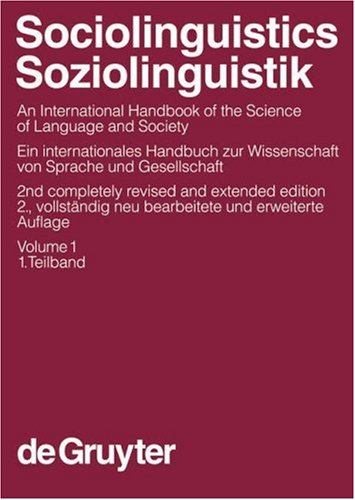 Sociolinguistics
Soziolinguistik
An International Handbook of the Science
of Language and Society
Ein internationales Handbuch zur Wissenschaft
von Sprache und Gesellschaft
2nd completely revised and extended edition
2., vollständig neu bearbeitete und erweiterte
Auflage
Volume 1
1.Teilband
de Gruyter